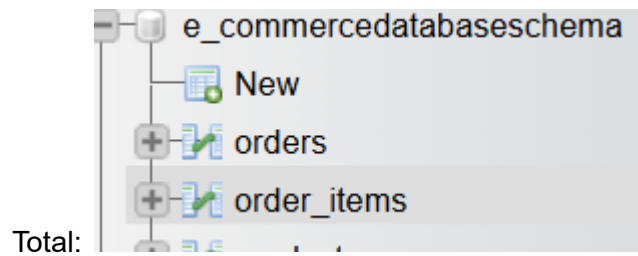 e_commercedatabaseschema
New
orders
order_items
Total: